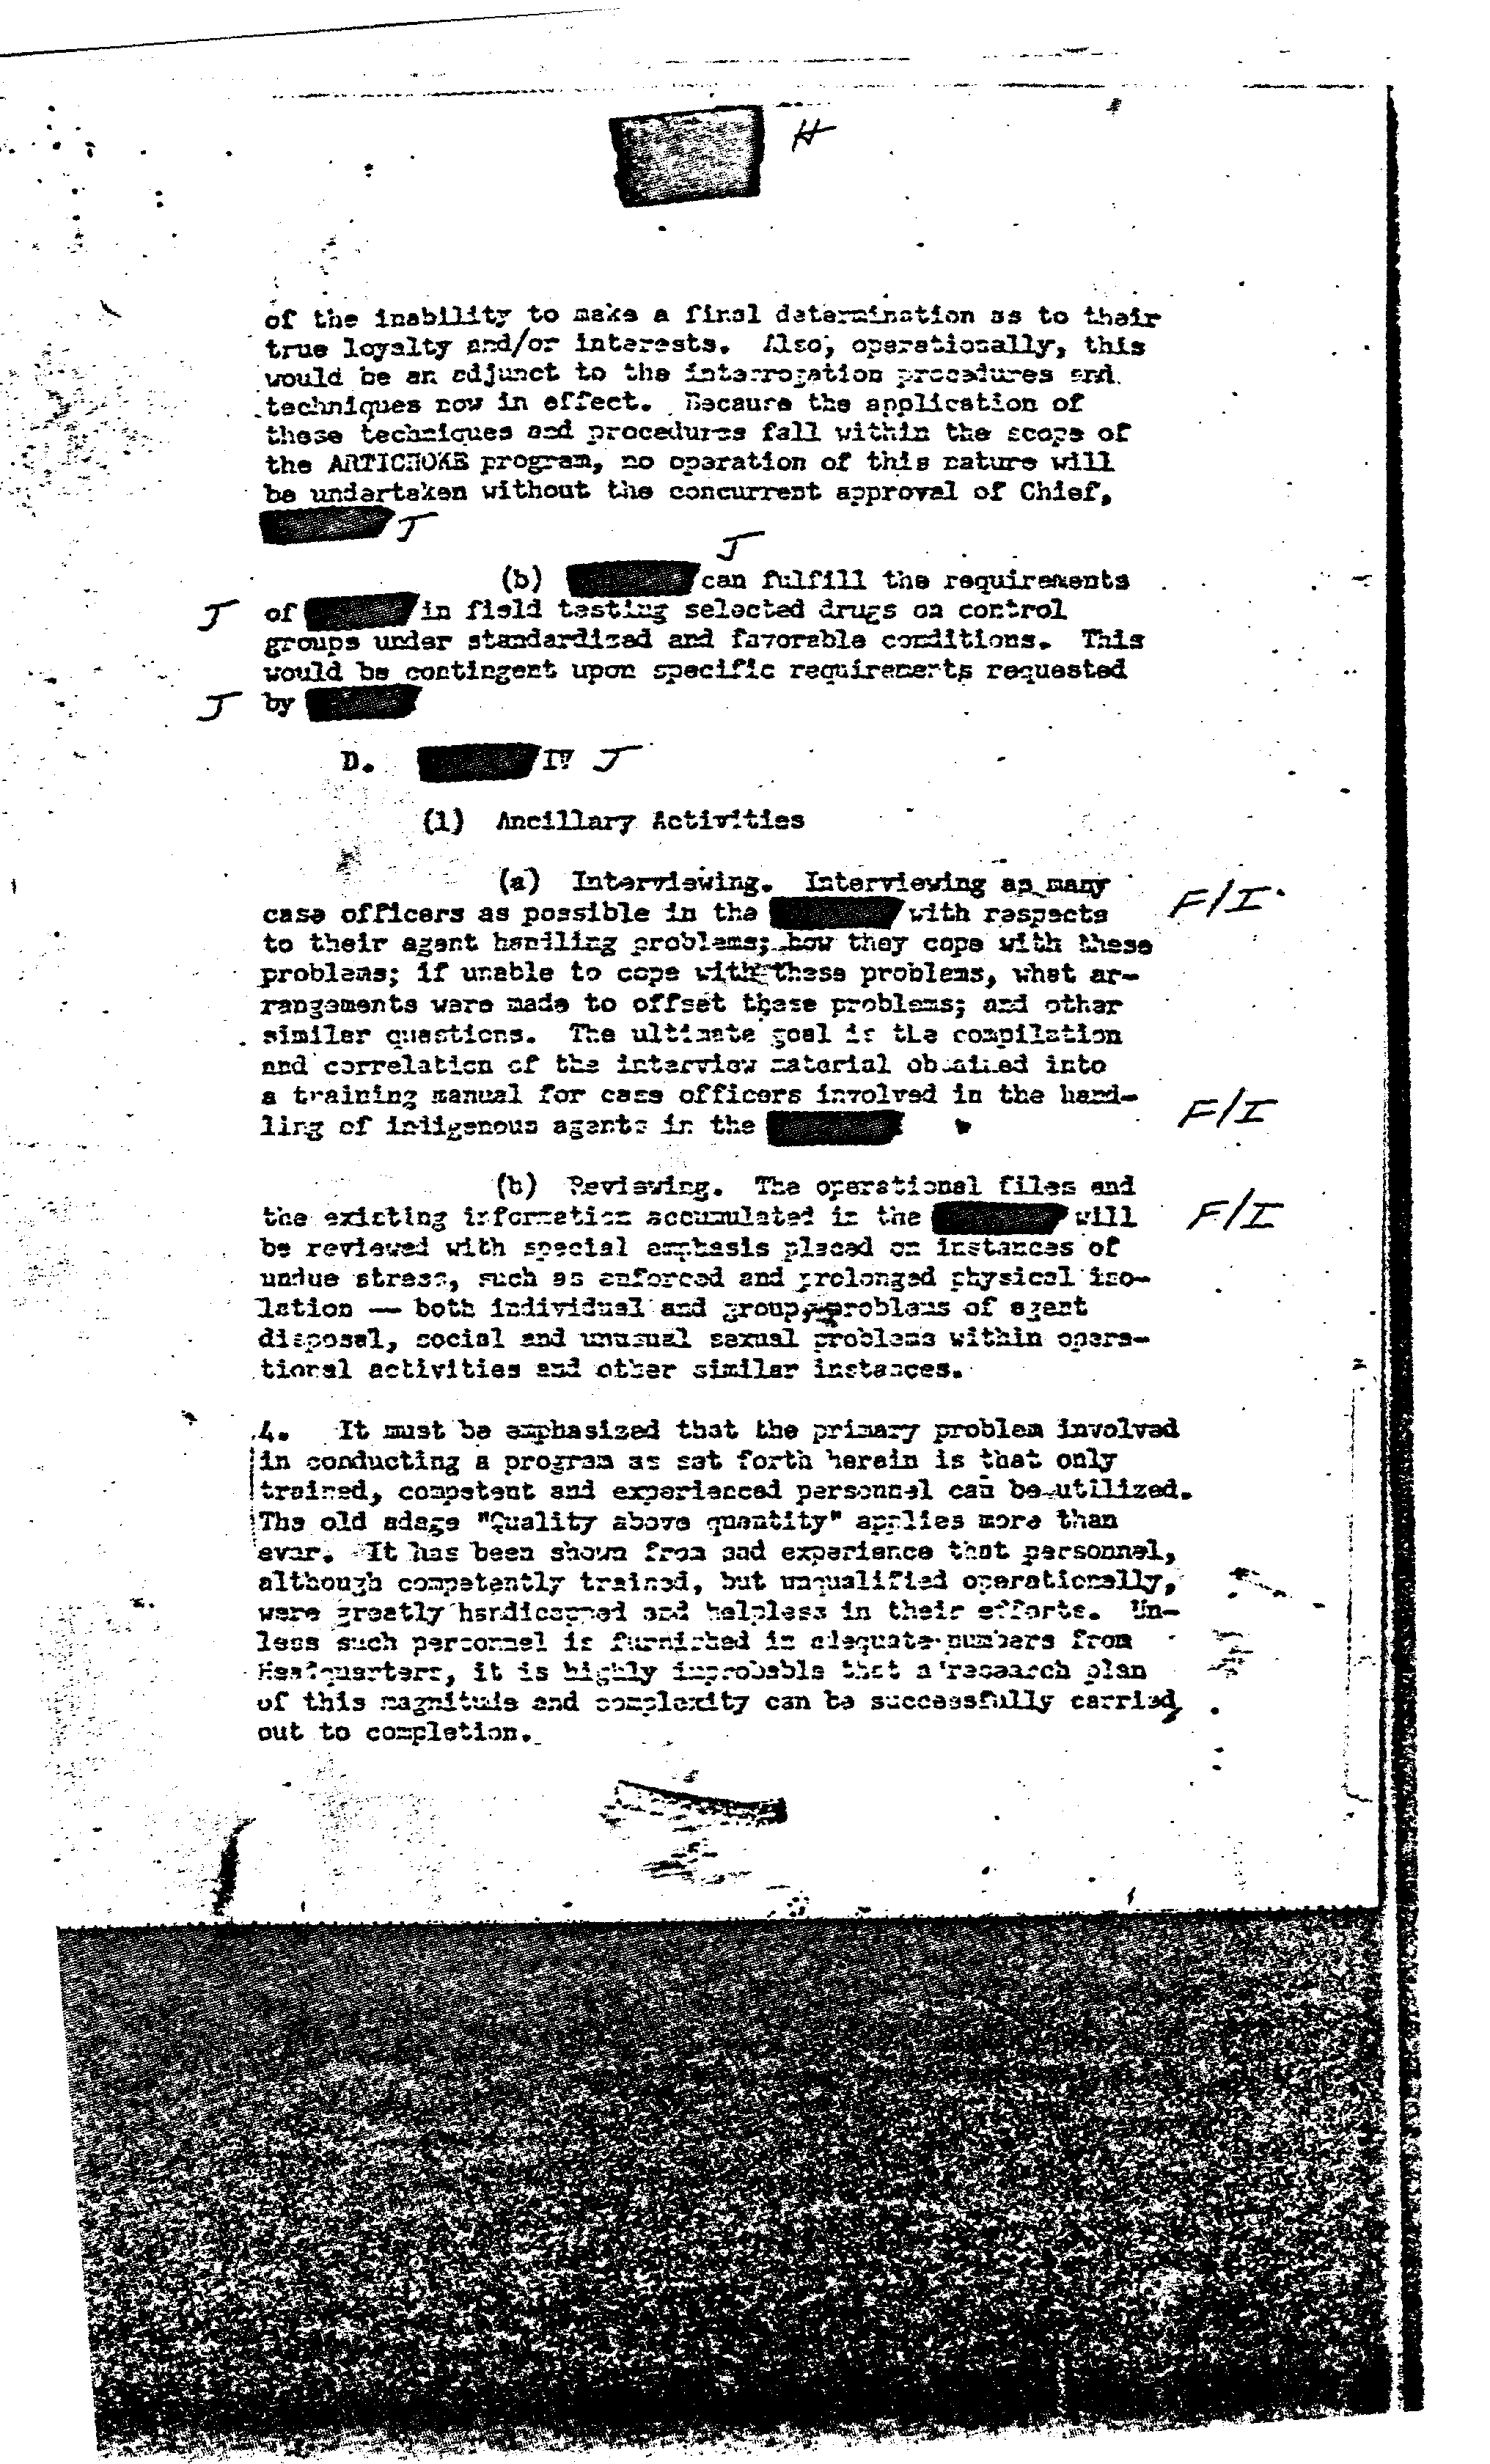 H
of the inability to make a final determination as to their
true loyalty and/or interests. Also, operationally, this
would be an adjunct to the interrogation procedures and
techniques now in effect. Because the application of
these techniques and procedures fall within the scope of
the ARTICHOKE program, no operation of this nature will
be undertaken without the concurrent approval of Chief,
J
J
(b) can fulfill the requirements
J of in field testing selected drugs on control
groups under standardized and favorable conditions. This
would be contingent upon specific requirements requested
J by
D. IV J
(1) Ancillary Activities
(a) Interviewing. Interviewing as many
case officers as possible in the with respects F/I
to their agent handling problems; how they cope with these
problems; if unable to cope with these problems, what ar-
rangements were made to offset these problems; and other
similar questions. The ultimate goal is the compilation
and correlation of the interview material obtained into
a training manual for case officers involved in the hand-
ling of indigenous agents in the F/I
(b) Reviewing. The operational files and
the existing information accumulated in the will F/I
be reviewed with special emphasis placed on instances of
undue stress, such as enforced and prolonged physical iso-
lation — both individual and group, problems of agent
disposal, social and unusual sexual problems within opera-
tional activities and other similar instances.
4. It must be emphasized that the primary problem involved
in conducting a program as set forth herein is that only
trained, competent and experienced personnel can be utilized.
The old adage "Quality above quantity" applies more than
ever. It has been shown from sad experience that personnel,
although competently trained, but unqualified operationally,
were greatly handicapped and helpless in their efforts. Un-
less such personnel is furnished in adequate numbers from
Headquarters, it is highly improbable that a research plan
of this magnitude and complexity can be successfully carried
out to completion.